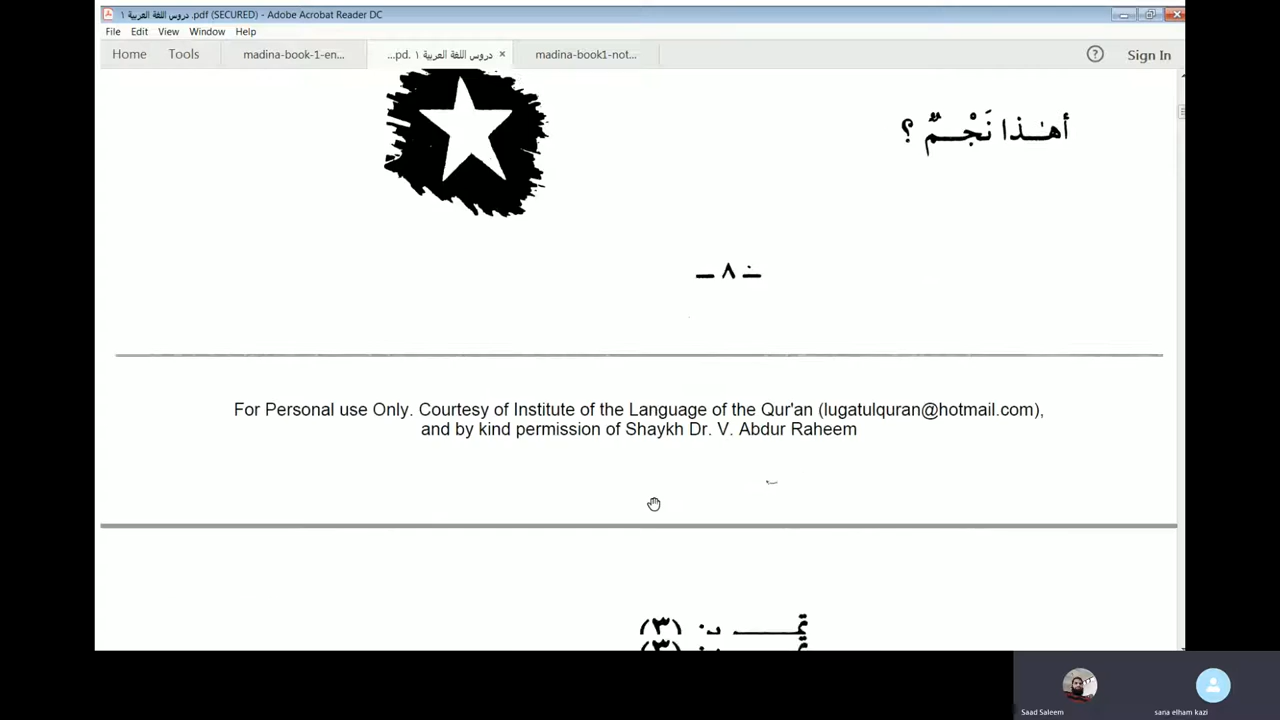 دروس اللغة العربية ١ .pdf (SECURED) - Adobe Acrobat Reader DC
File Edit View Window Help
Home Tools madina-book-1-en... دروس اللغة العربية ١ .pd... × madina-book1-not... ? Sign In
أهٰـذا نَجْـمٌ ؟
— ٨ —
For Personal use Only. Courtesy of Institute of the Language of the Qur'an (lugatulquran@hotmail.com),
and by kind permission of Shaykh Dr. V. Abdur Raheem
(٣)
Saad Saleem sana elham kazi